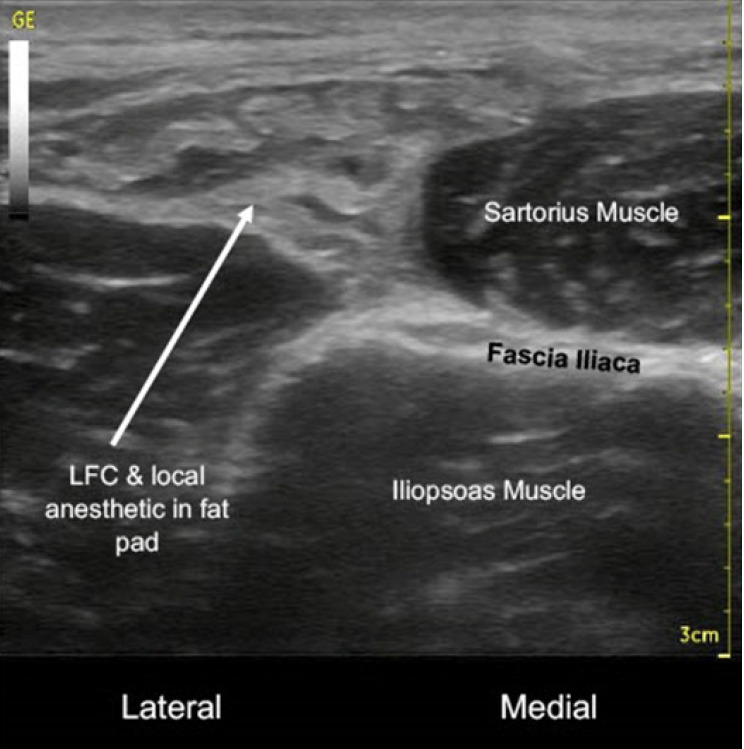 GE
Sartorius Muscle
Fascia Iliaca
LFC & local
anesthetic in fat
pad
Iliopsoas Muscle
3cm
Lateral
Medial